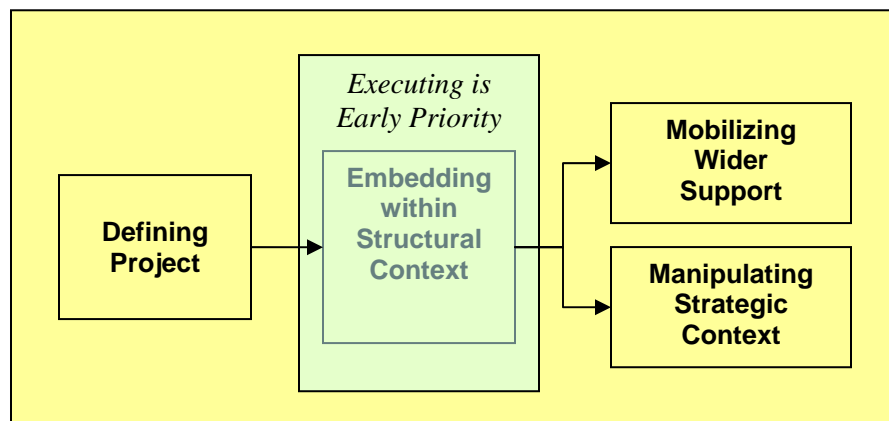 Executing is
Early Priority
Embedding
within
Structural
Context
Defining
Project
Mobilizing
Wider
Support
Manipulating
Strategic
Context